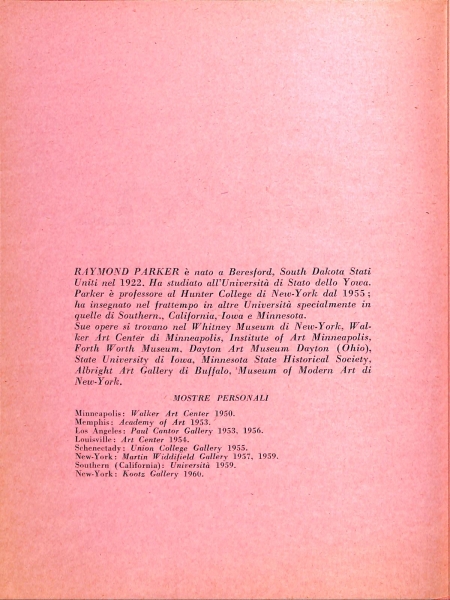 RAYMOND PARKER è nato a Beresford, South Dakota Stati
Uniti nel 1922. Ha studiato all'Università di Stato dello Yowa.
Parker è professore al Hunter College di New-York dal 1955;
ha insegnato nel frattempo in altre Università specialmente in
quelle di Southern., California, Iowa e Minnesota.
Sue opere si trovano nel Whitney Museum di New-York, Wal-
ker Art Center di Minneapolis, Institute of Art Minneapolis,
Forth Worth Museum, Dayton Art Museum Dayton (Ohio),
State University di Iowa, Minnesota State Historical Society,
Albright Art Gallery di Buffalo, 'Museum of Modern Art di
New-York.
MOSTRE PERSONALI
Minneapolis: Walker Art Center 1950.
Memphis: Academy of Art 1953.
Los Angeles: Paul Cantor Gallery 1953, 1956.
Louisville: Art Center 1954.
Schenectady: Union College Gallery 1955.
New-York: Martin Widdifield Gallery 1957, 1959.
Southern (California): Università 1959.
New-York: Kootz Gallery 1960.